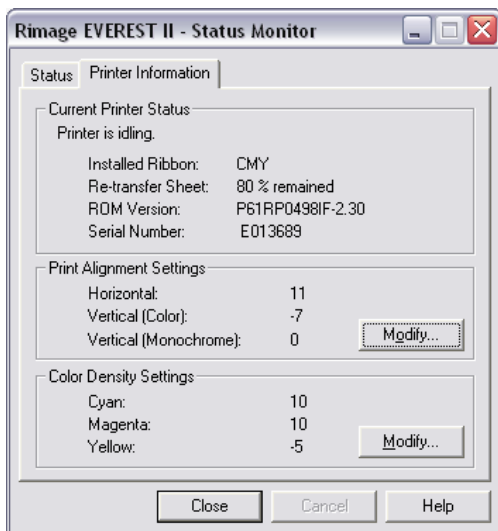 Rimage EVEREST II - Status Monitor
Status Printer Information
Current Printer Status
Printer is idling.
Installed Ribbon: CMY
Re-transfer Sheet: 80 % remained
ROM Version: P61RP0498IF-2.30
Serial Number: E013689
Print Alignment Settings
Horizontal: 11
Vertical (Color): -7
Vertical (Monochrome): 0 Modify...
Color Density Settings
Cyan: 10
Magenta: 10
Yellow: -5 Modify...
Close Cancel Help